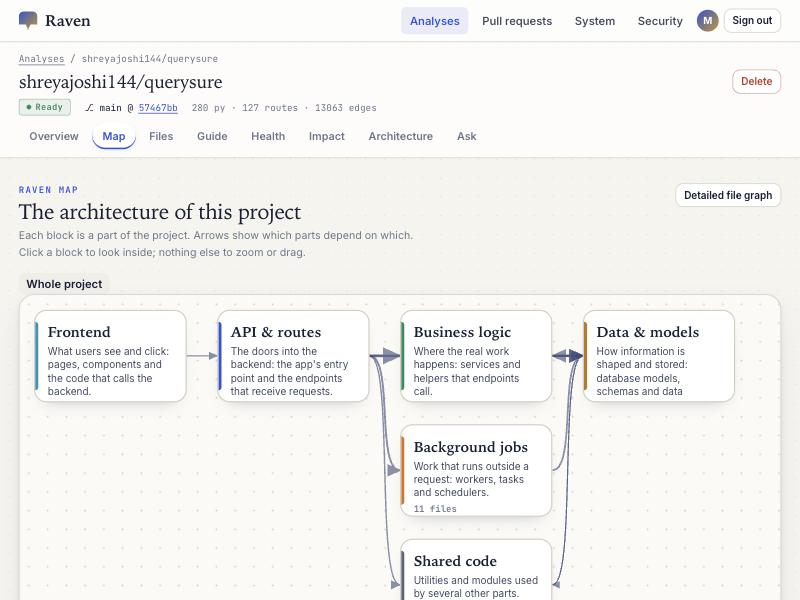 Raven
Analyses
Pull requests
System
Security
M
Sign out
Analyses / shreyajoshi144/querysure
shreyajoshi144/querysure
Delete
Ready
main @ 57467bb
280 py · 127 routes · 13063 edges
Overview
Map
Files
Guide
Health
Impact
Architecture
Ask
RAVEN MAP
Detailed file graph
The architecture of this project
Each block is a part of the project. Arrows show which parts depend on which.
Click a block to look inside; nothing else to zoom or drag.
Whole project
Frontend
What users see and click:
pages, components and
the code that calls the
backend.
API & routes
The doors into the
backend: the app's entry
point and the endpoints
that receive requests.
Business logic
Where the real work
happens: services and
helpers that endpoints
call.
Data & models
How information is
shaped and stored:
database models,
schemas and data
Background jobs
Work that runs outside a
request: workers, tasks
and schedulers.
11 files
Shared code
Utilities and modules used
by several other parts.